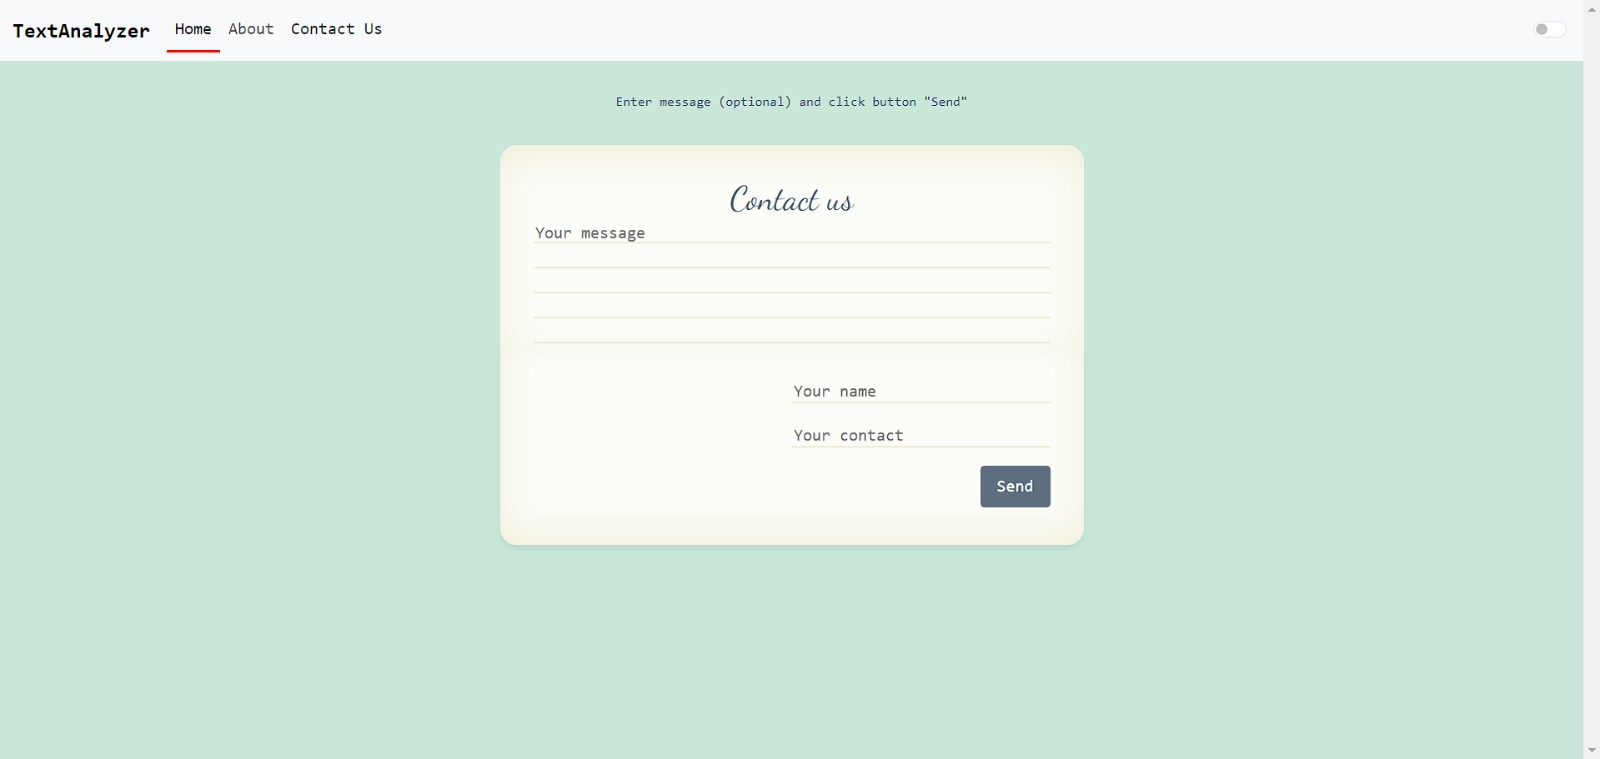 TextAnalyzer Home About Contact Us
Enter message (optional) and click button "Send"
Contact us
Your message
Your name
Your contact
Send